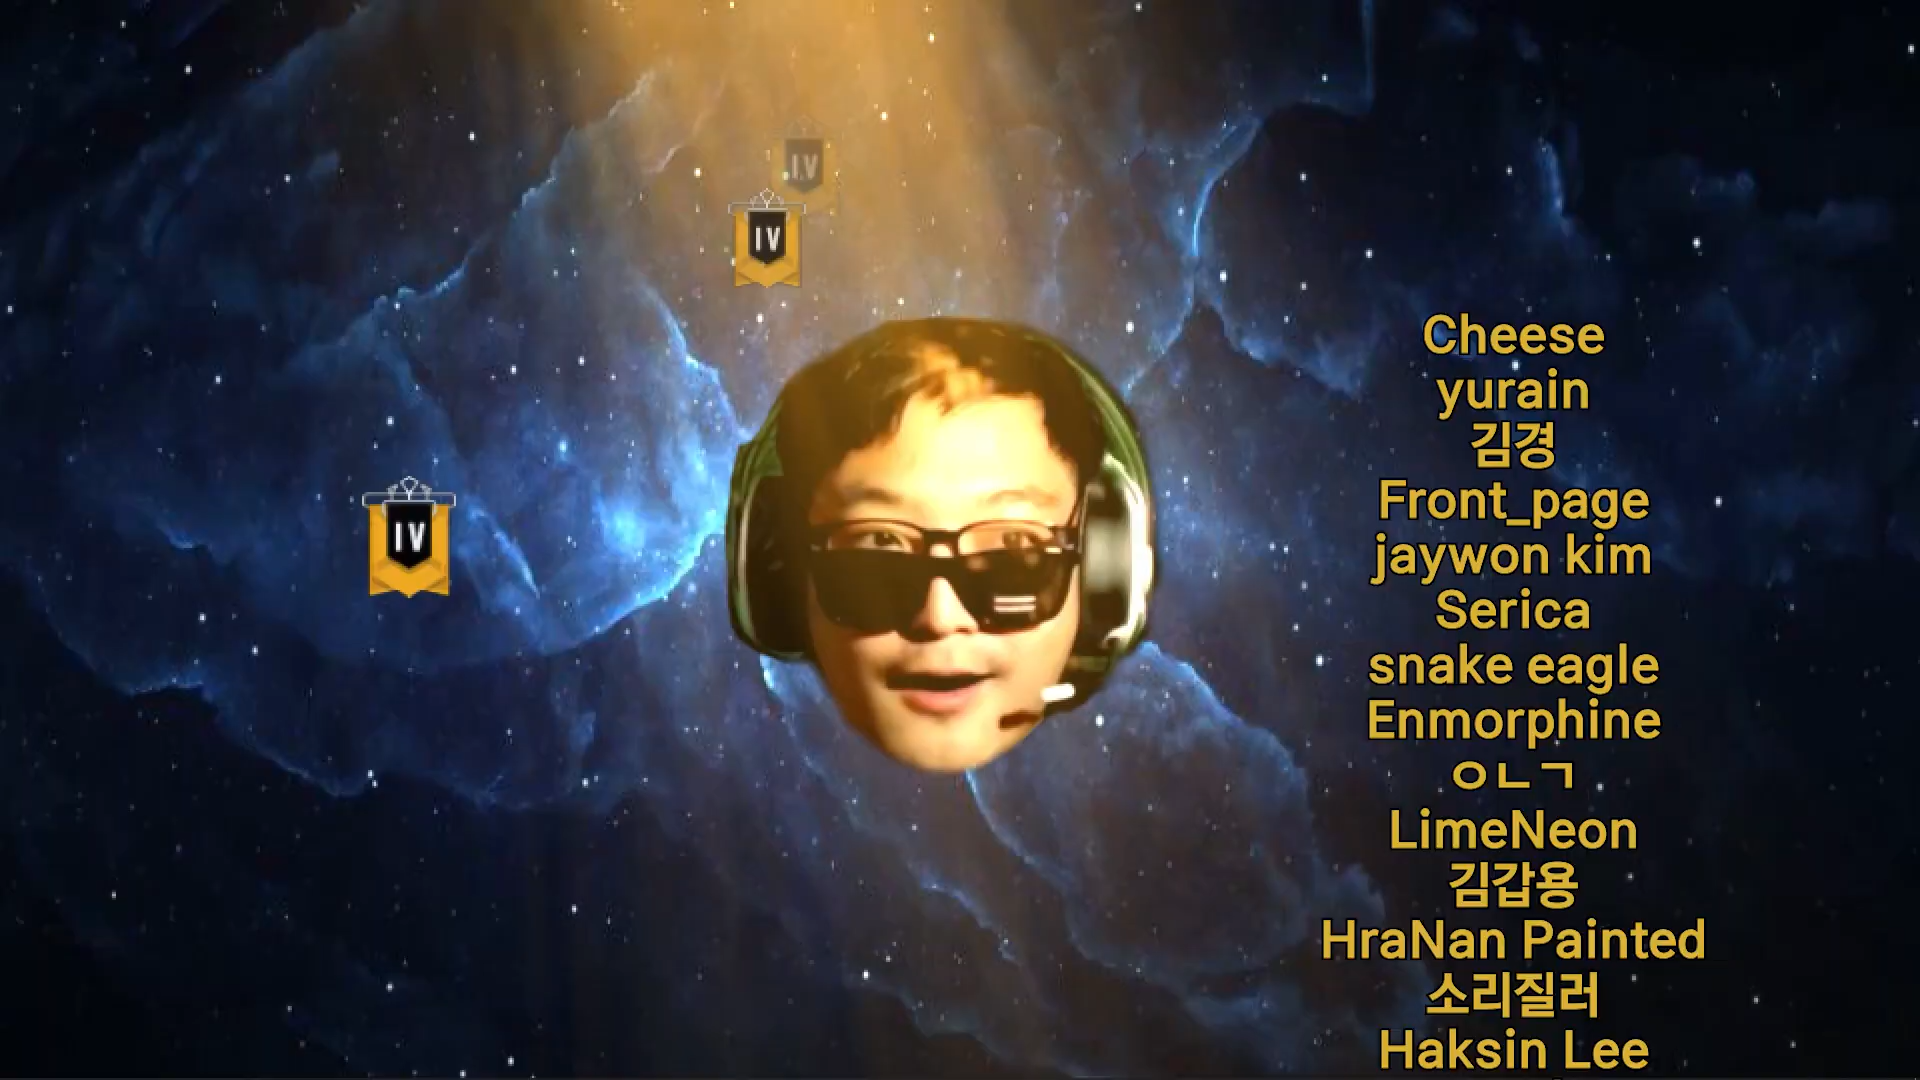 IV
IV
IV
Cheese
yurain
김경
Front_page
jaywon kim
Serica
snake eagle
Enmorphine
ㅇㄴㄱ
LimeNeon
김갑용
HraNan Painted
소리질러
Haksin Lee